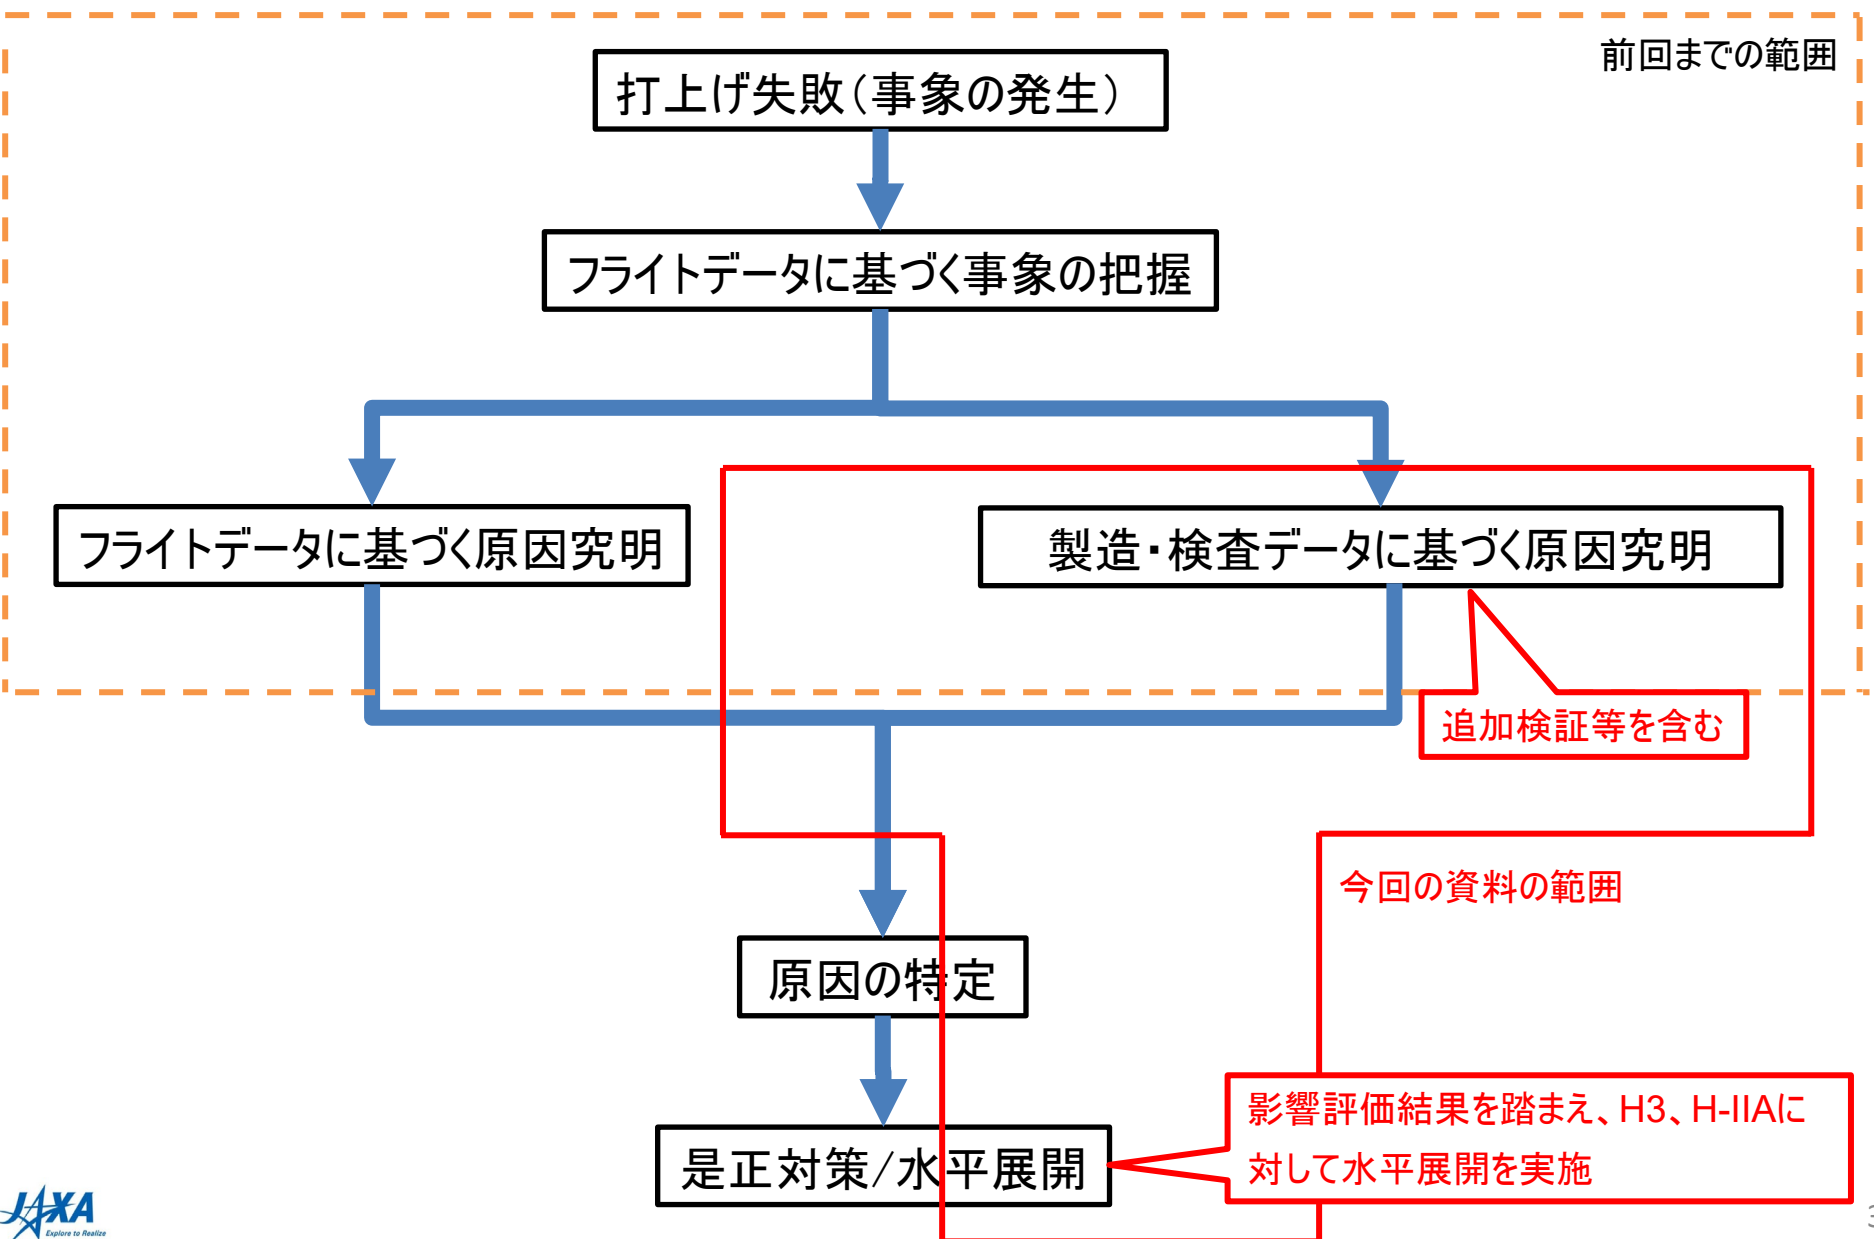 前回までの範囲
打上げ失敗（事象の発生）
フライトデータに基づく事象の把握
フライトデータに基づく原因究明
製造・検査データに基づく原因究明
追加検証等を含む
今回の資料の範囲
原因の特定
影響評価結果を踏まえ、H3、H-IIAに
対して水平展開を実施
是正対策/水平展開
JAXA
Explore to Realize